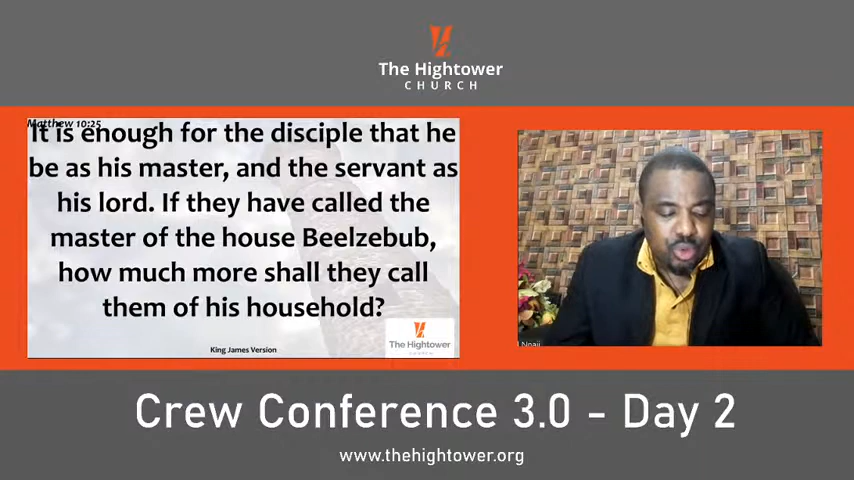 The Hightower
CHURCH
Matthew 10:25
It is enough for the disciple that he
be as his master, and the servant as
his lord. If they have called the
master of the house Beelzebub,
how much more shall they call
them of his household?
King James Version
The Hightower
CHURCH
Crew Conference 3.0 - Day 2
www.thehightower.org